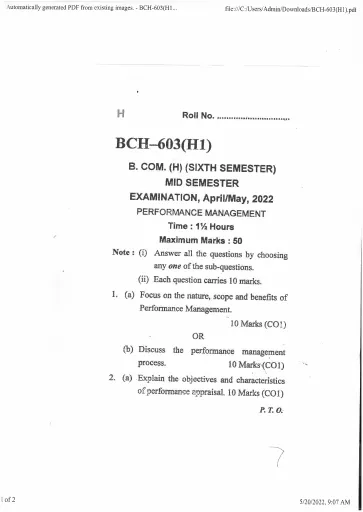 Automatically generated PDF from existing images. - BCH-603(H1...
file:///C:/Users/Admin/Downloads/BCH-603(H1).pdf
H
Roll No. ..............................
BCH–603(H1)
B. COM. (H) (SIXTH SEMESTER)
MID SEMESTER
EXAMINATION, April/May, 2022
PERFORMANCE MANAGEMENT
Time : 1½ Hours
Maximum Marks : 50
Note : (i) Answer all the questions by choosing
any one of the sub-questions.
(ii) Each question carries 10 marks.
1. (a) Focus on the nature, scope and benefits of
Performance Management.
10 Marks (CO1)
OR
(b) Discuss the performance management
process. 10 Marks (CO1)
2. (a) Explain the objectives and characteristics
of performance appraisal. 10 Marks (CO1)
P. T. O.
7
1 of 2
5/20/2022, 9:07 AM